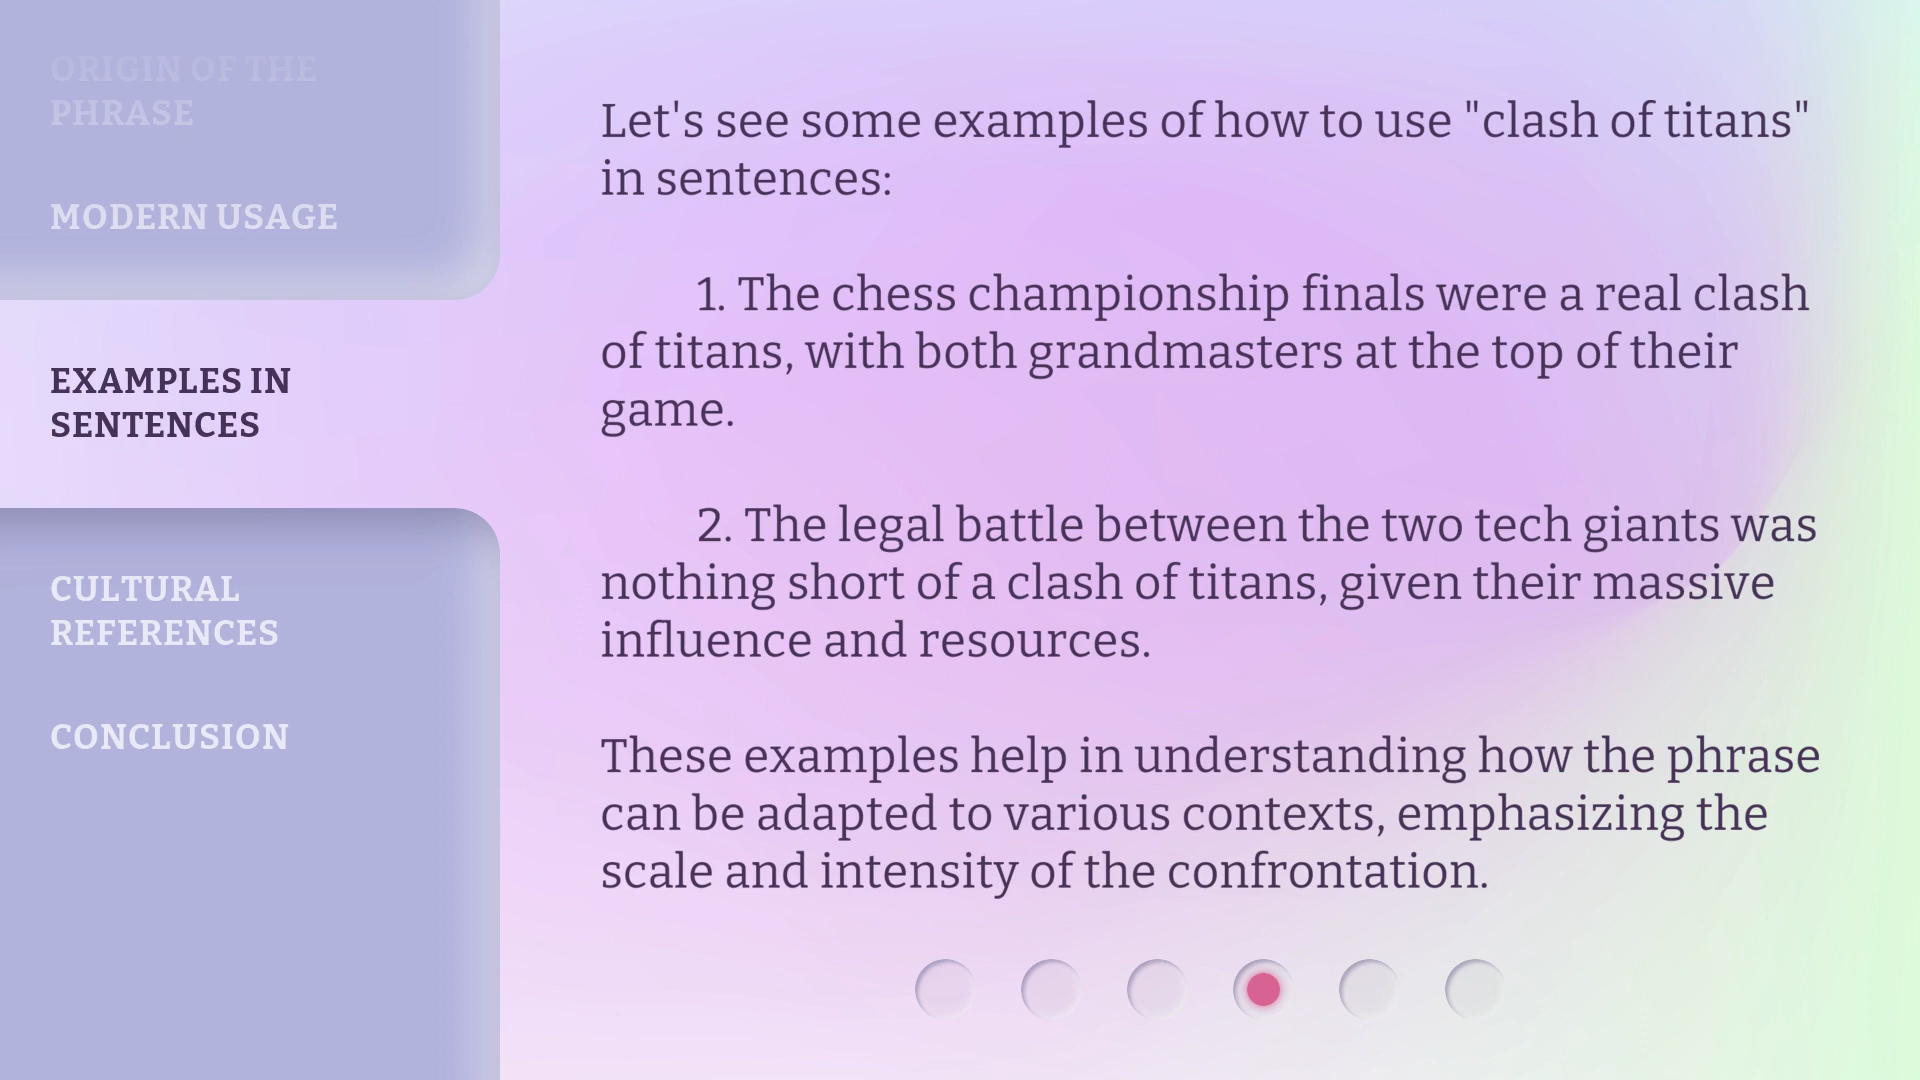 ORIGIN OF THE
PHRASE
MODERN USAGE
EXAMPLES IN
SENTENCES
CULTURAL
REFERENCES
CONCLUSION
Let's see some examples of how to use "clash of titans"
in sentences:
1. The chess championship finals were a real clash
of titans, with both grandmasters at the top of their
game.
2. The legal battle between the two tech giants was
nothing short of a clash of titans, given their massive
influence and resources.
These examples help in understanding how the phrase
can be adapted to various contexts, emphasizing the
scale and intensity of the confrontation.